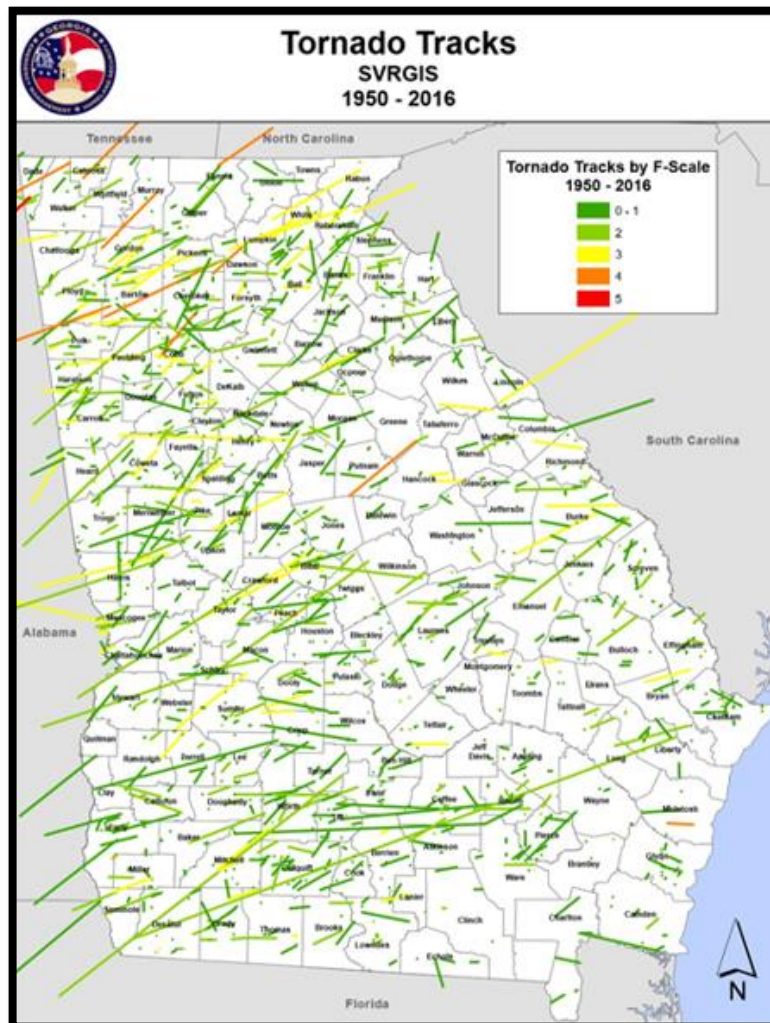 Tornado Tracks
SVRGIS
1950 - 2016
GEORGIA
Tennessee
North Carolina
Tornado Tracks by F-Scale
1950 - 2016
0 - 1
2
3
4
5
Dade
Catoosa
Whitfield
Murray
Towns
Rabun
Walker
White
Habersham
Lumpkin
Stephens
Chattooga
Gordon
Pickens
Dawson
Banks
Franklin
Hart
Floyd
Bartow
Cherokee
Forsyth
Hall
Jackson
Madison
Elbert
Polk
Paulding
Cobb
Gwinnett
Barrow
Clarke
Oglethorpe
Oconee
Wilkes
Lincoln
Haralson
Douglas
Fulton
DeKalb
Walton
Rockdale
Morgan
Greene
Taliaferro
Columbia
McDuffie
Carroll
Clayton
Newton
Warren
Richmond
South Carolina
Fayette
Henry
Heard
Coweta
Spalding
Butts
Jasper
Putnam
Hancock
Glascock
Troup
Meriwether
Pike
Lamar
Monroe
Jones
Baldwin
Jefferson
Burke
Washington
Upson
Harris
Talbot
Crawford
Bibb
Wilkinson
Jenkins
Screven
Johnson
Taylor
Peach
Twiggs
Emanuel
Muscogee
Alabama
Marion
Macon
Houston
Bleckley
Laurens
Candler
Bulloch
Effingham
Chattahoochee
Schley
Montgomery
Dooly
Pulaski
Dodge
Wheeler
Toombs
Tattnall
Evans
Bryan
Stewart
Webster
Sumter
Chatham
Quitman
Wilcox
Telfair
Crisp
Randolph
Terrell
Lee
Ben Hill
Jeff
Davis
Appling
Long
Liberty
Clay
Calhoun
Dougherty
Worth
Turner
Irwin
Coffee
Bacon
Wayne
McIntosh
Early
Tift
Baker
Pierce
Mitchell
Colquitt
Berrien
Atkinson
Brantley
Glynn
Miller
Cook
Ware
Lanier
Seminole
Decatur
Grady
Thomas
Brooks
Lowndes
Clinch
Charlton
Camden
Echols
Florida
N